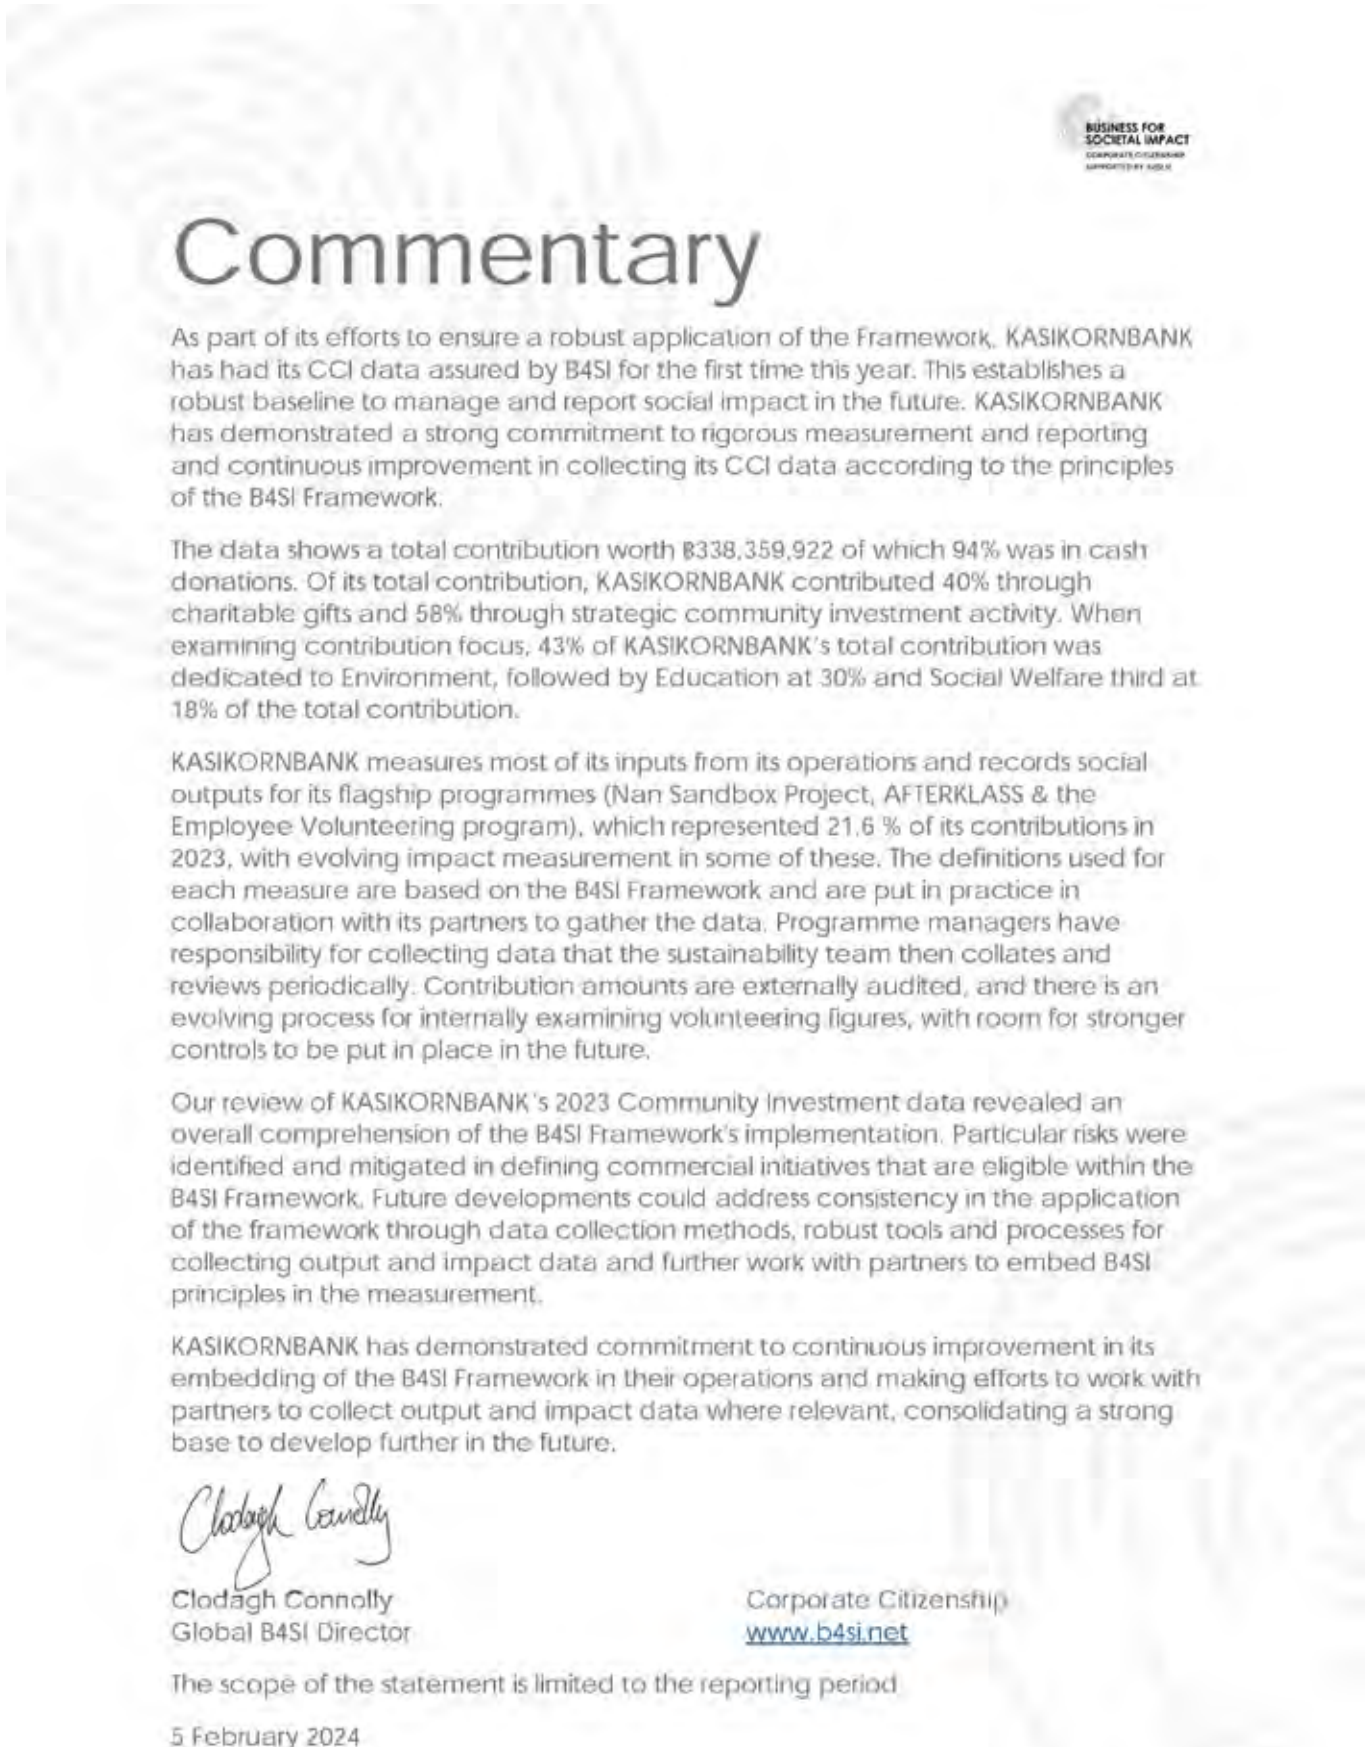 BUSINESS FOR
SOCIETAL IMPACT
CORPORATE CITIZENSHIP
Commentary
As part of its efforts to ensure a robust application of the Framework, KASIKORNBANK
has had its CCI data assured by B4SI for the first time this year. This establishes a
robust baseline to manage and report social impact in the future. KASIKORNBANK
has demonstrated a strong commitment to rigorous measurement and reporting
and continuous improvement in collecting its CCI data according to the principles
of the B4SI Framework.
The data shows a total contribution worth ฿338,359,922 of which 94% was in cash
donations. Of its total contribution, KASIKORNBANK contributed 40% through
charitable gifts and 58% through strategic community investment activity. When
examining contribution focus, 43% of KASIKORNBANK's total contribution was
dedicated to Environment, followed by Education at 30% and Social Welfare third at
18% of the total contribution.
KASIKORNBANK measures most of its inputs from its operations and records social
outputs for its flagship programmes (Nan Sandbox Project, AFTERKLASS & the
Employee Volunteering program), which represented 21.6 % of its contributions in
2023, with evolving impact measurement in some of these. The definitions used for
each measure are based on the B4SI Framework and are put in practice in
collaboration with its partners to gather the data. Programme managers have
responsibility for collecting data that the sustainability team then collates and
reviews periodically. Contribution amounts are externally audited, and there is an
evolving process for internally examining volunteering figures, with room for stronger
controls to be put in place in the future.
Our review of KASIKORNBANK's 2023 Community Investment data revealed an
overall comprehension of the B4SI Framework's implementation. Particular risks were
identified and mitigated in defining commercial initiatives that are eligible within the
B4SI Framework. Future developments could address consistency in the application
of the framework through data collection methods, robust tools and processes for
collecting output and impact data and further work with partners to embed B4SI
principles in the measurement.
KASIKORNBANK has demonstrated commitment to continuous improvement in its
embedding of the B4SI Framework in their operations and making efforts to work with
partners to collect output and impact data where relevant, consolidating a strong
base to develop further in the future.
Clodagh Connolly
Clodagh Connolly
Global B4SI Director
Corporate Citizenship
www.b4si.net
The scope of the statement is limited to the reporting period
5 February 2024